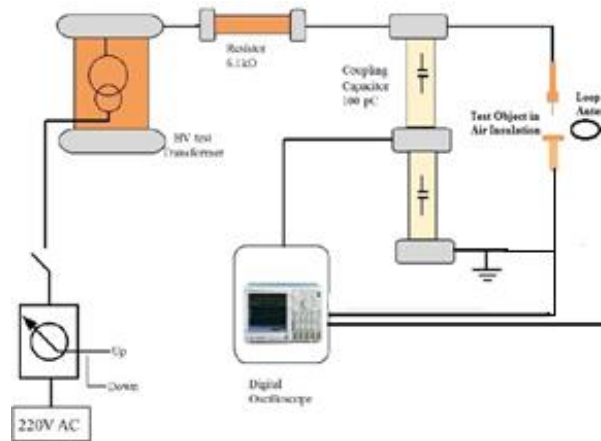 Resistor
6.1kΩ
HV test
Transformer
Coupling
Capacitor
100 pC
Test Object in
Air Insulation
Loop
Ante
Up
Down
220V AC
Digital
Oscilloscope